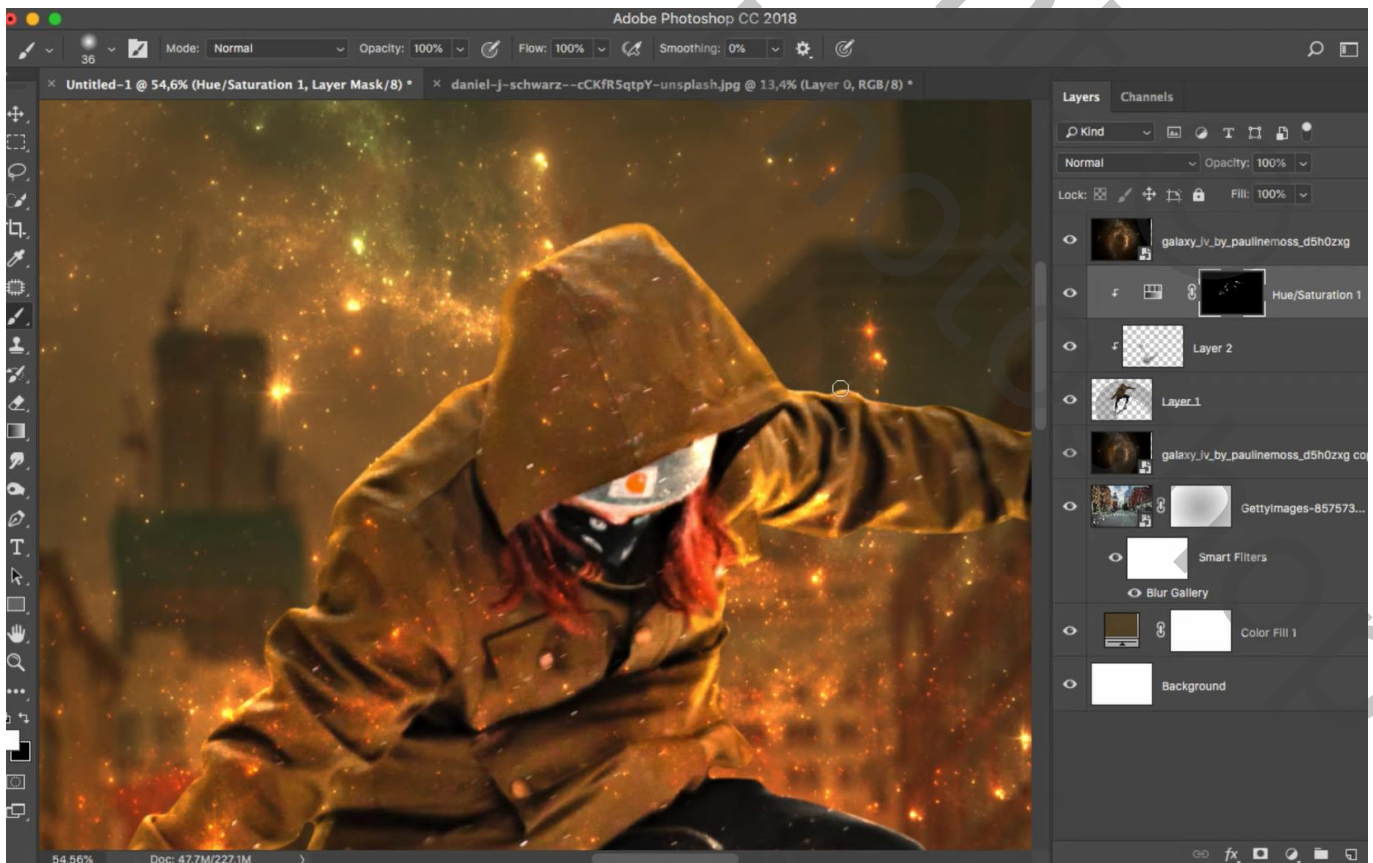 Adobe Photoshop CC 2018
36 Mode: Normal Opacity: 100% Flow: 100% Smoothing: 0%
× Untitled-1 @ 54,6% (Hue/Saturation 1, Layer Mask/8) * × daniel-j-schwarz--cCKfR5qtpY-unsplash.jpg @ 13,4% (Layer 0, RGB/8) *
Layers Channels
Kind
Normal Opacity: 100%
Lock: Fill: 100%
galaxy_iv_by_paulinemoss_d5h0zxg
Hue/Saturation 1
Layer 2
Layer 1
galaxy_iv_by_paulinemoss_d5h0zxg co
GettyImages-857573...
Smart Filters
Blur Gallery
Color Fill 1
Background
fx
54,56% Doc: 47,7M/227,1M